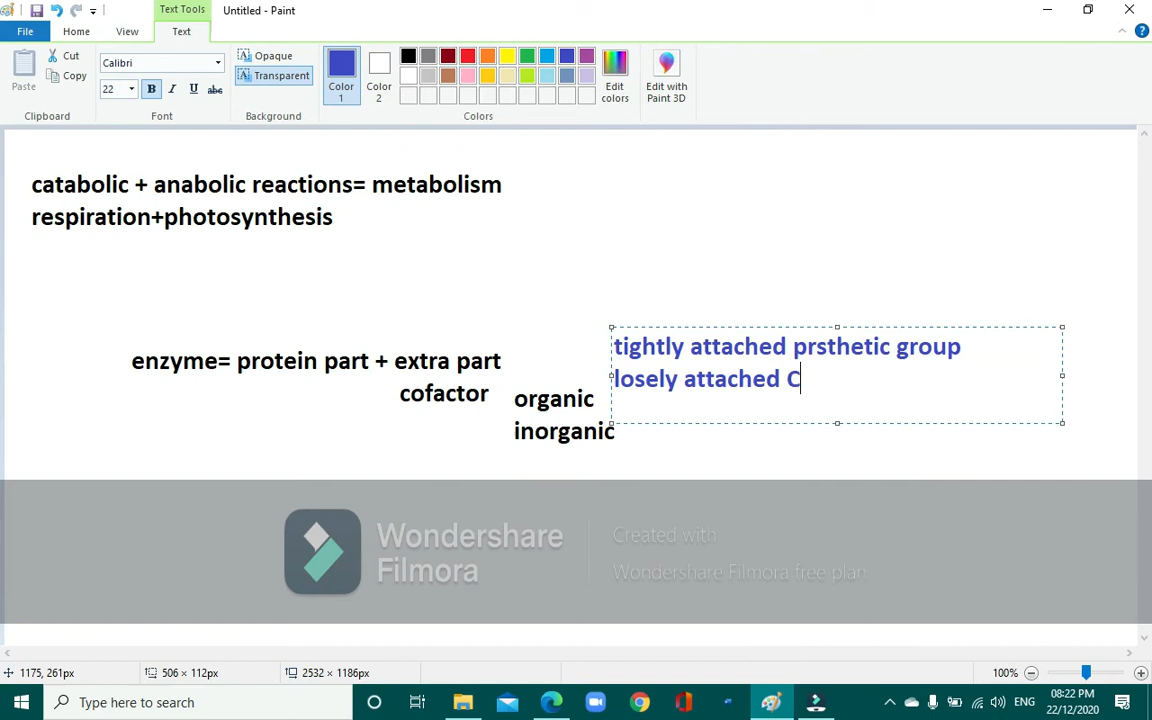 Text Tools
Untitled - Paint
File
Home
View
Text
Paste
Cut
Copy
Clipboard
Calibri
22
B I U abc
Font
Opaque
Transparent
Background
Color 1
Color 2
Edit colors
Colors
Edit with Paint 3D
catabolic + anabolic reactions= metabolism
respiration+photosynthesis
tightly attached prsthetic group
losely attached C
enzyme= protein part + extra part
cofactor
organic
inorganic
Wondershare
Filmora
Created with
Wondershare Filmora free plan
1175, 261px
506 × 112px
2532 × 1186px
100%
Type here to search
ENG
08:22 PM
22/12/2020